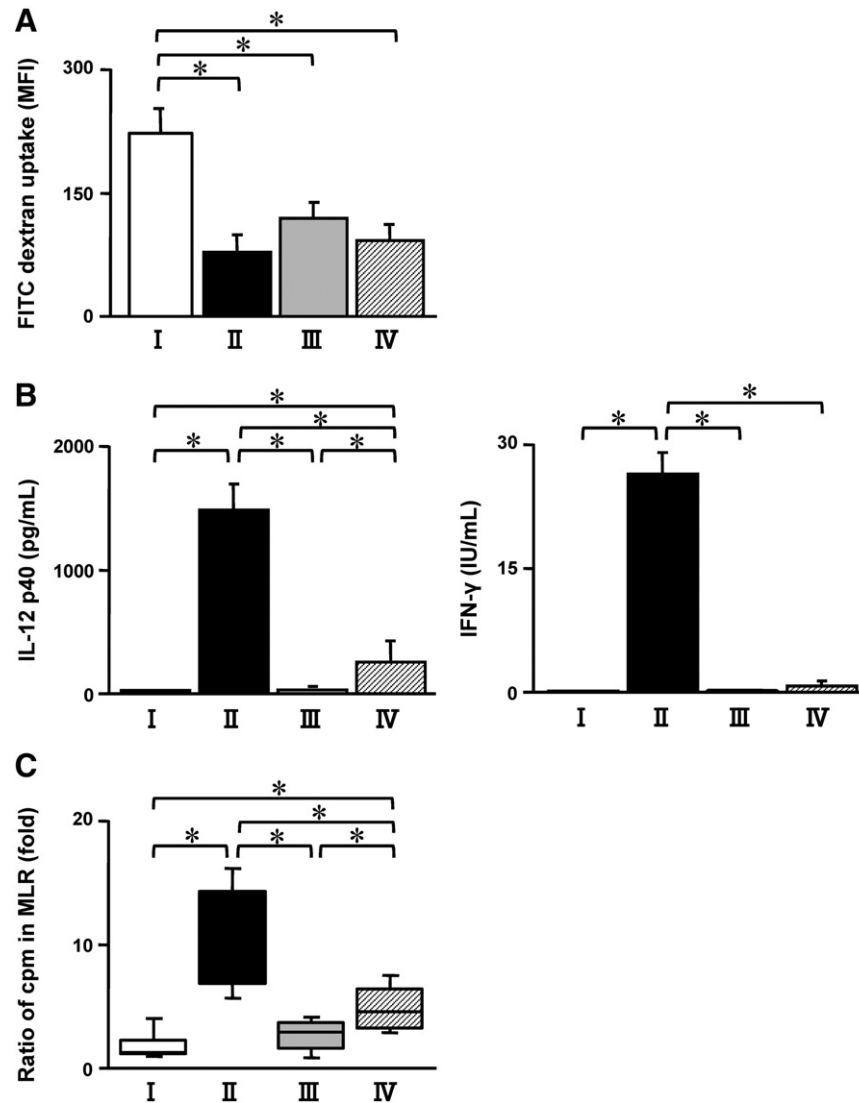 A
FITC dextran uptake (MFI)
300
150
0
*
*
*
I II III IV
B
IL-12 p40 (pg/mL)
2000
1000
0
*
*
* * *
I II III IV
IFN-γ (IU/mL)
30
15
0
*
* *
I II III IV
C
Ratio of cpm in MLR (fold)
20
10
0
*
*
* * *
I II III IV